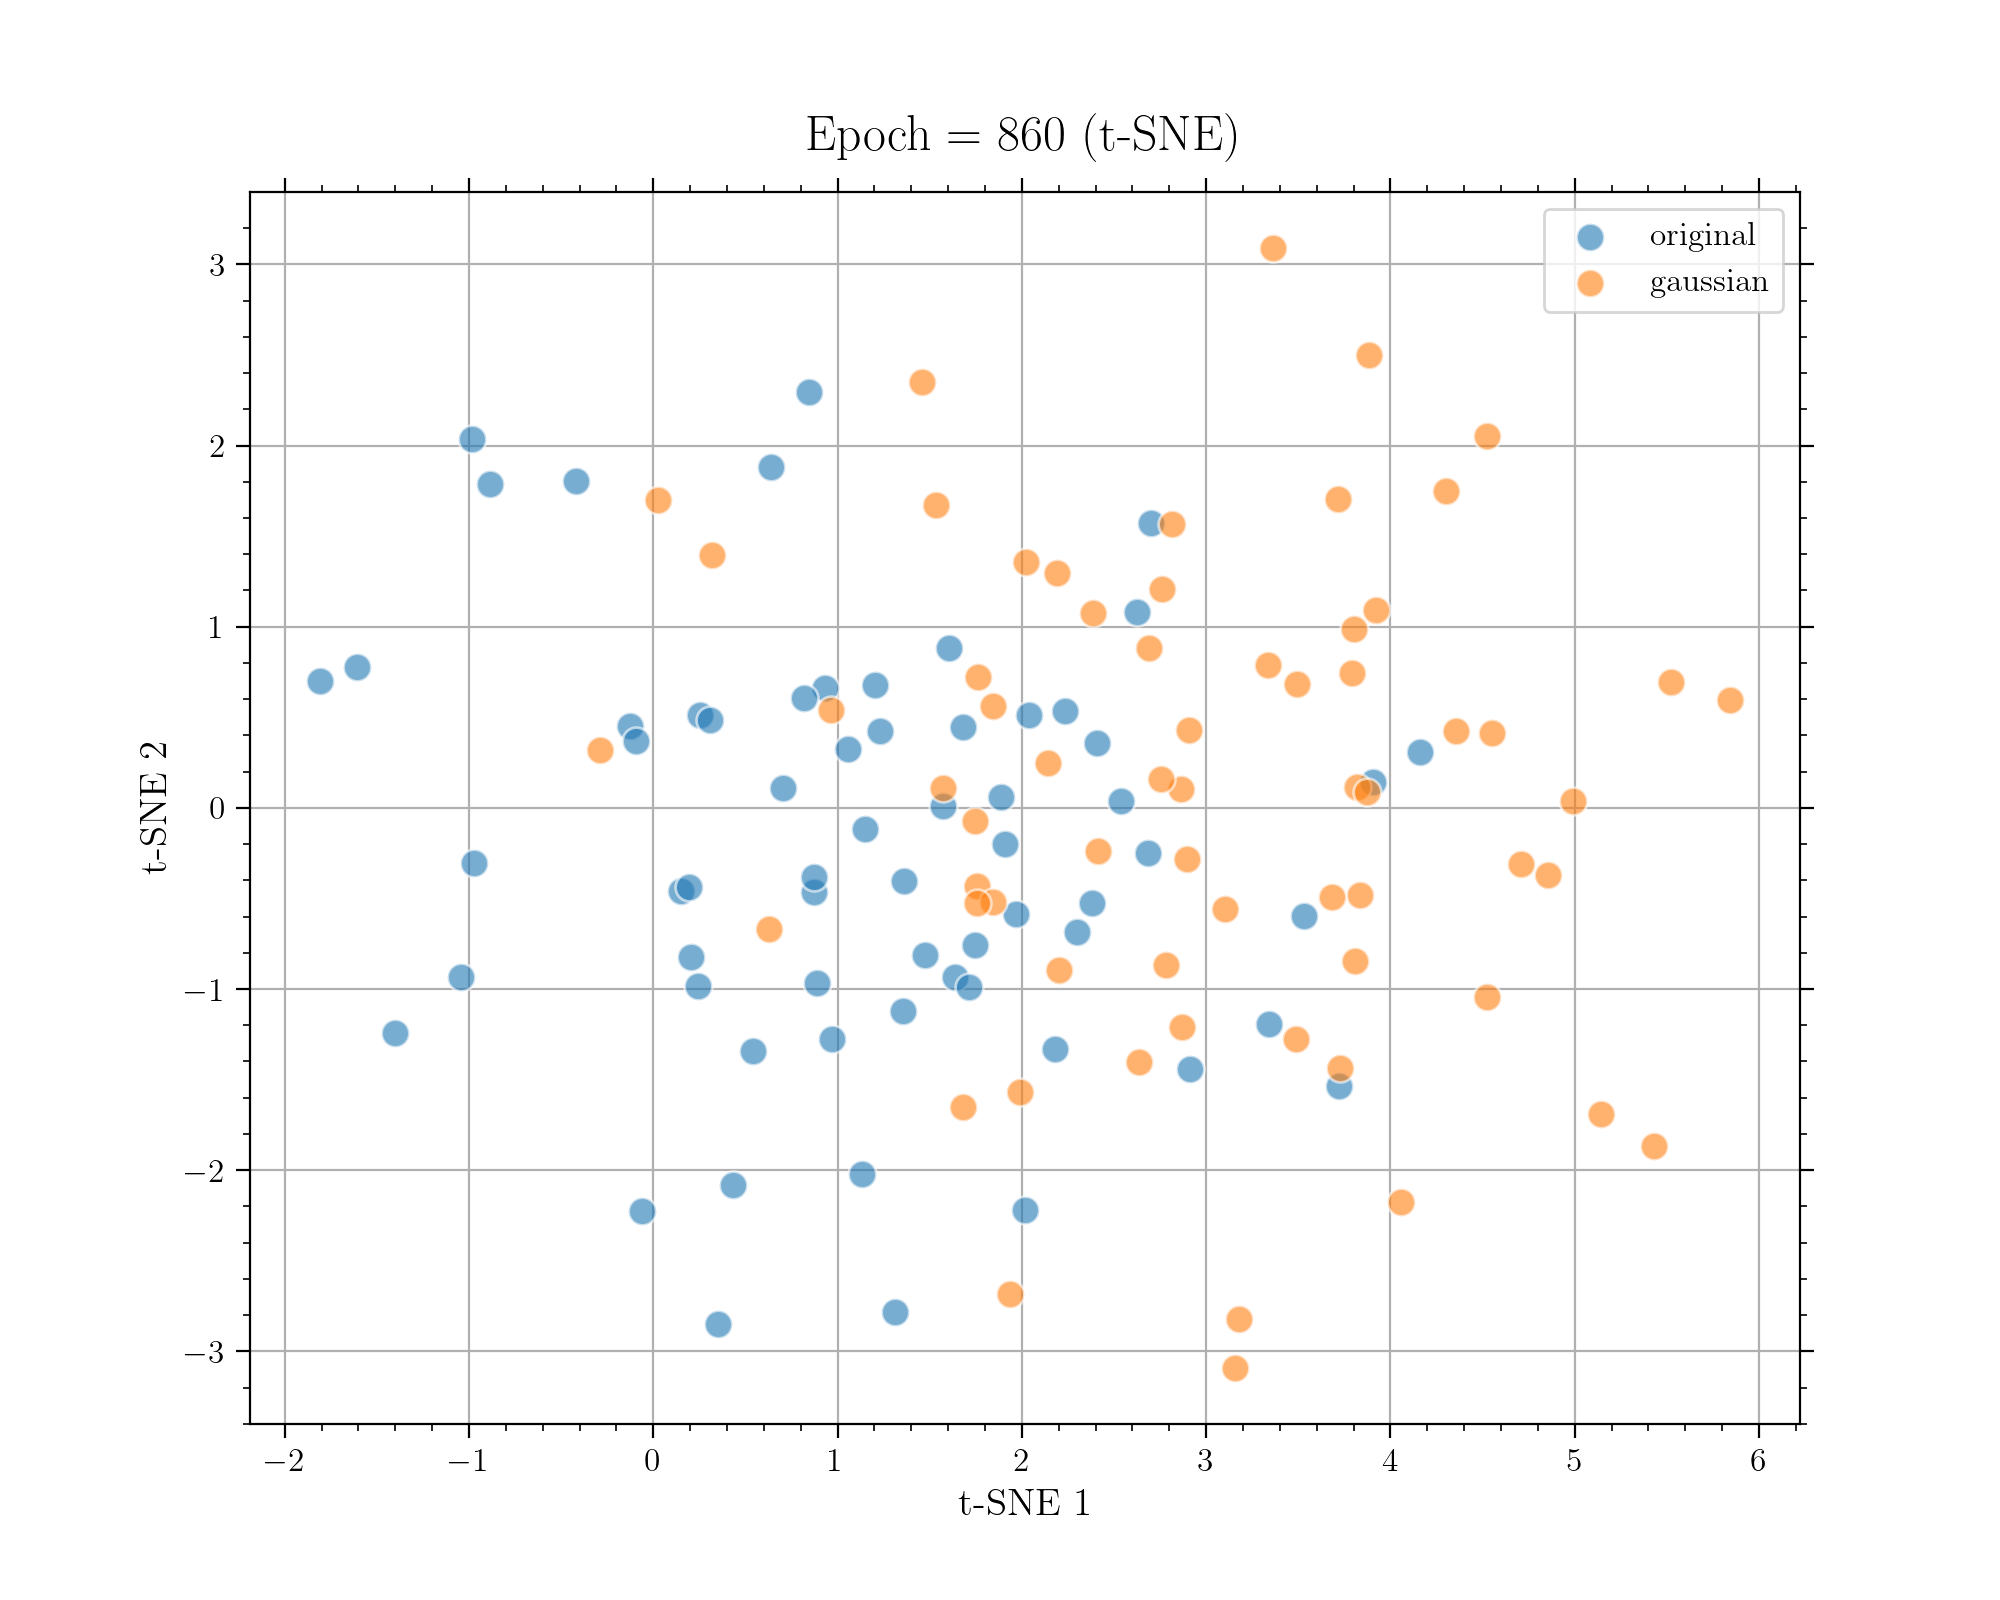 Epoch = 860 (t-SNE)
original
gaussian
3
2
1
0
−1
−2
−3
t-SNE 2
−2 −1 0 1 2 3 4 5 6
t-SNE 1